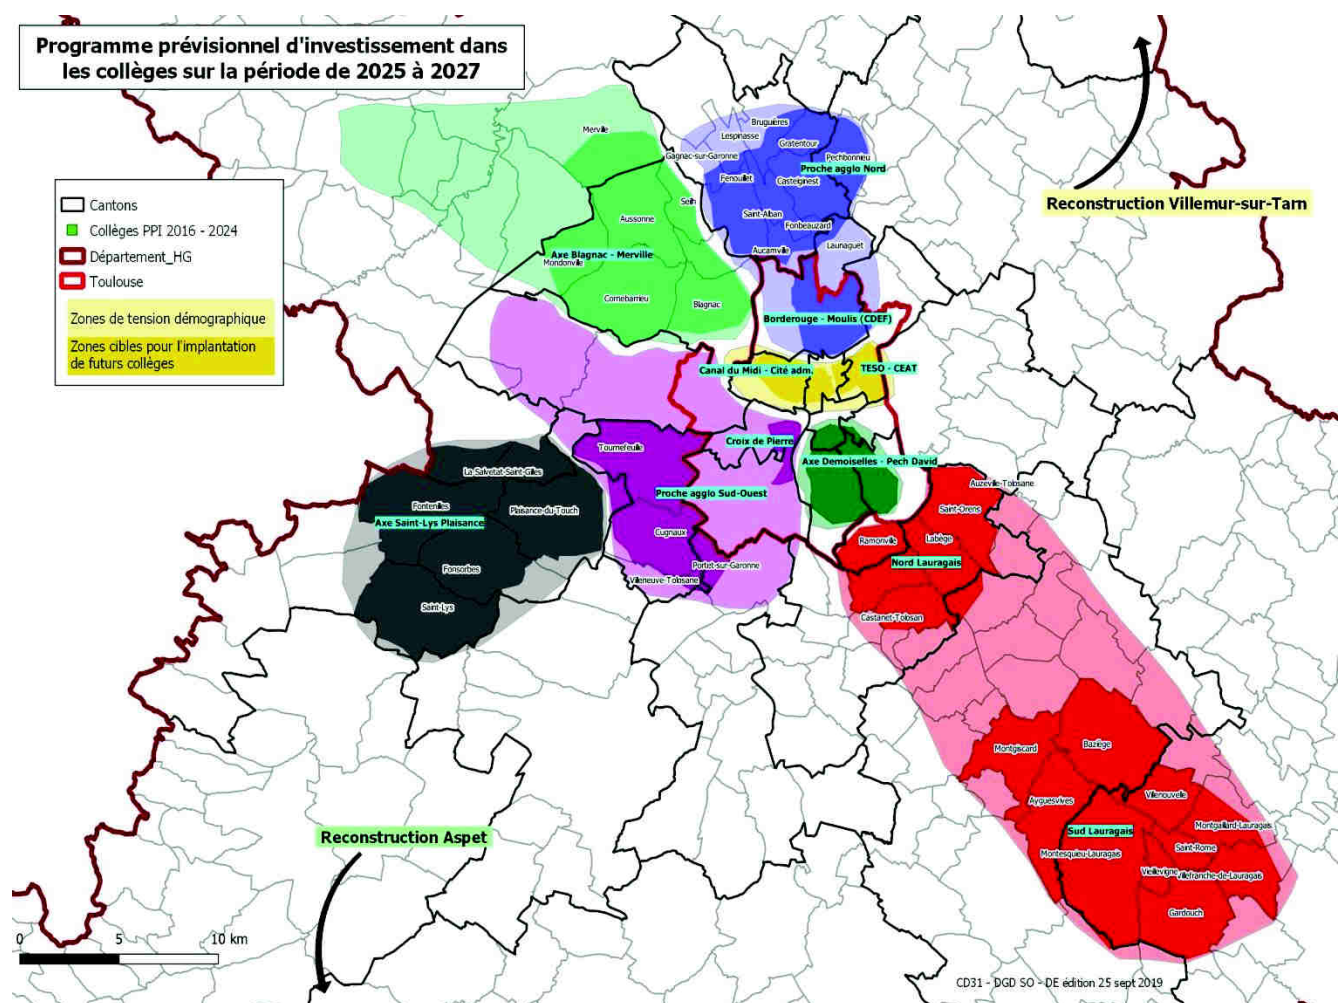 Programme prévisionnel d'investissement dans
les collèges sur la période de 2025 à 2027
Cantons
Collèges PPI 2016 - 2024
Département_HG
Toulouse
Zones de tension démographique
Zones cibles pour l'implantation
de futurs collèges
Reconstruction Villemur-sur-Tarn
Merville
Bruguères
Lespinasse
Gratentour
Gagnac-sur-Garonne
Pechbonnieu
Proche agglo Nord
Fenouillet
Castelginest
Seilh
Aussonne
Saint-Alban
Fonbeauzard
Launaguet
Aucamville
Axe Blagnac - Merville
Mondonville
Cornebarrieu
Blagnac
Borderouge - Moulis (CDEF)
Canal du Midi - Cité adm.
TESO - CEAT
Tournefeuille
Croix de Pierre
Axe Demoiselles - Pech David
La Salvetat-Saint-Gilles
Auzeville-Tolosane
Proche agglo Sud-Ouest
Fontenilles
Plaisance-du-Touch
Saint-Orens
Axe Saint-Lys Plaisance
Cugnaux
Ramonville
Labège
Nord Lauragais
Fonsorbes
Portet-sur-Garonne
Villeneuve-Tolosane
Saint-Lys
Castanet-Tolosan
Montgiscard
Baziège
Ayguesvives
Villenouvelle
Sud Lauragais
Montgaillard-Lauragais
Montesquieu-Lauragais
Saint-Rome
Vieillevigne
Villefranche-de-Lauragais
Gardouch
Reconstruction Aspet
0 5 10 km
CD31 - DGD SO - DE édition 25 sept 2019